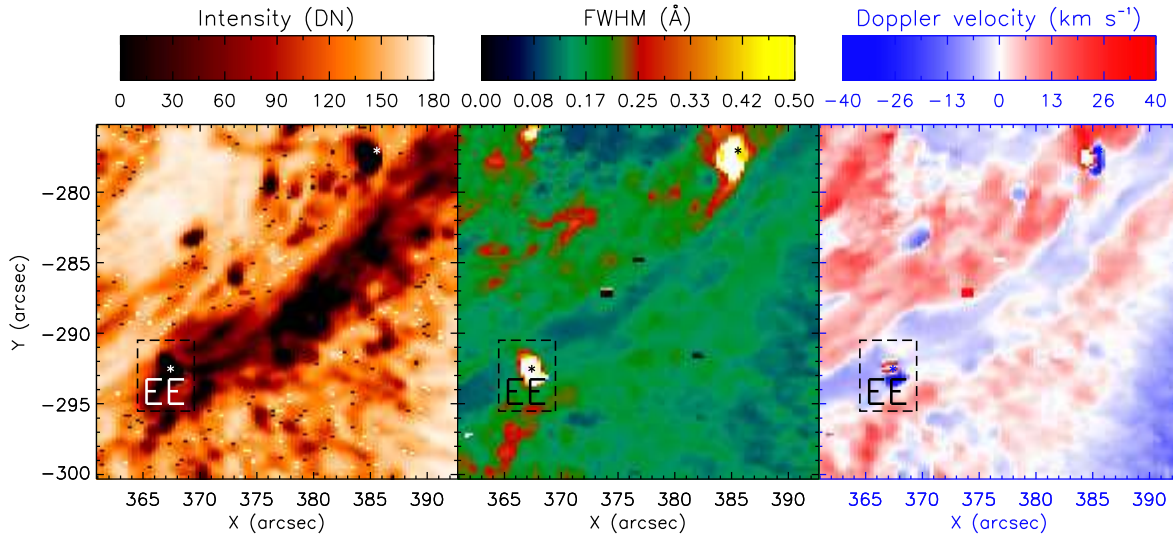 Intensity (DN) FWHM (Å) Doppler velocity (km s⁻¹)
0 30 60 90 120 150 180 0.00 0.08 0.17 0.25 0.33 0.42 0.50 -40 -26 -13 0 13 26 40
* * *
-280
-285
Y (arcsec)
-290
* * *
EE EE EE
-295
-300
365 370 375 380 385 390 365 370 375 380 385 390 365 370 375 380 385 390
X (arcsec) X (arcsec) X (arcsec)